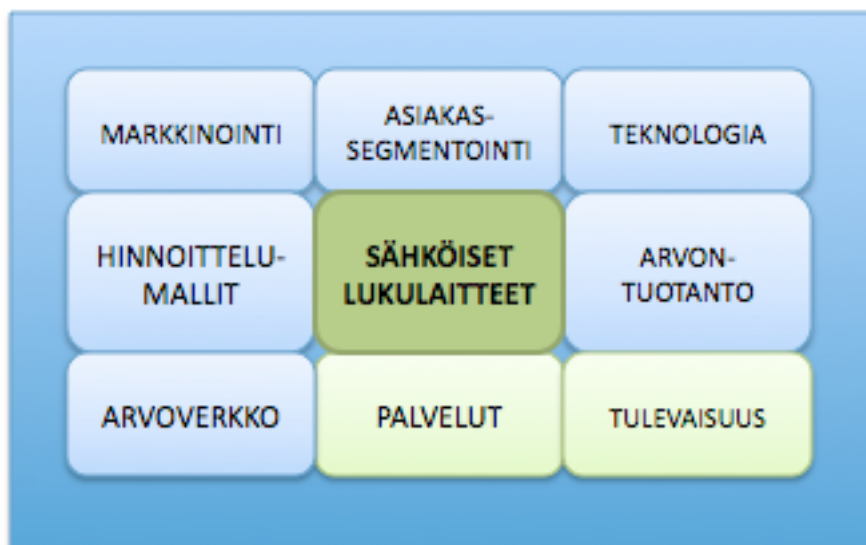 MARKKINOINTI
ASIAKAS-
SEGMENTOINTI
TEKNOLOGIA
HINNOITTELU-
MALLIT
SÄHKÖISET
LUKULAITTEET
ARVON-
TUOTANTO
ARVOVERKKO
PALVELUT
TULEVAISUUS